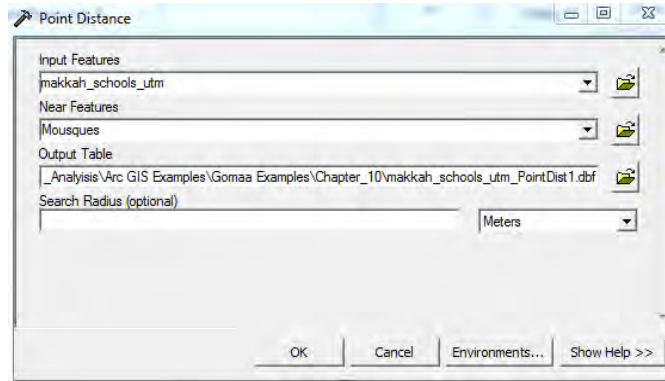 Point Distance
Input Features
makkah_schools_utm
Near Features
Mousques
Output Table
_Analyisis\Arc GIS Examples\Gomaa Examples\Chapter_10\makkah_schools_utm_PointDist1.dbf
Search Radius (optional)
Meters
OK Cancel Environments... Show Help >>